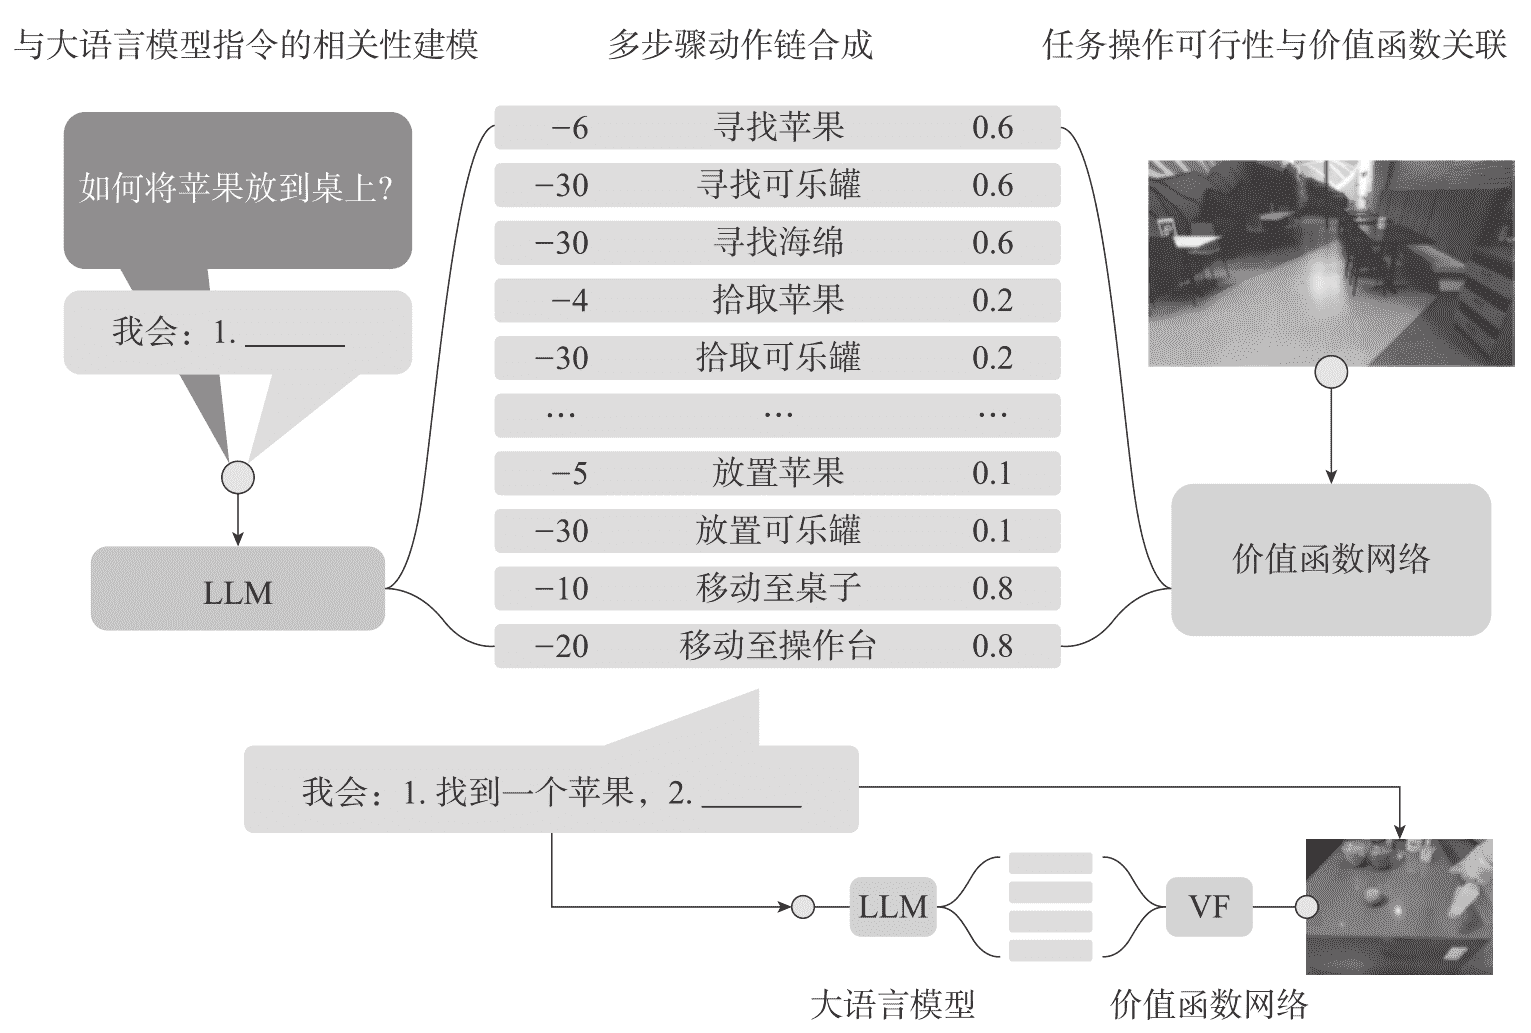 与大语言模型指令的相关性建模
多步骤动作链合成
任务操作可行性与价值函数关联
如何将苹果放到桌上?
我会：1. ______
LLM
−6 寻找苹果 0.6
−30 寻找可乐罐 0.6
−30 寻找海绵 0.6
−4 拾取苹果 0.2
−30 拾取可乐罐 0.2
… … …
−5 放置苹果 0.1
−30 放置可乐罐 0.1
−10 移动至桌子 0.8
−20 移动至操作台 0.8
价值函数网络
我会：1. 找到一个苹果，2. ______
LLM
VF
大语言模型
价值函数网络